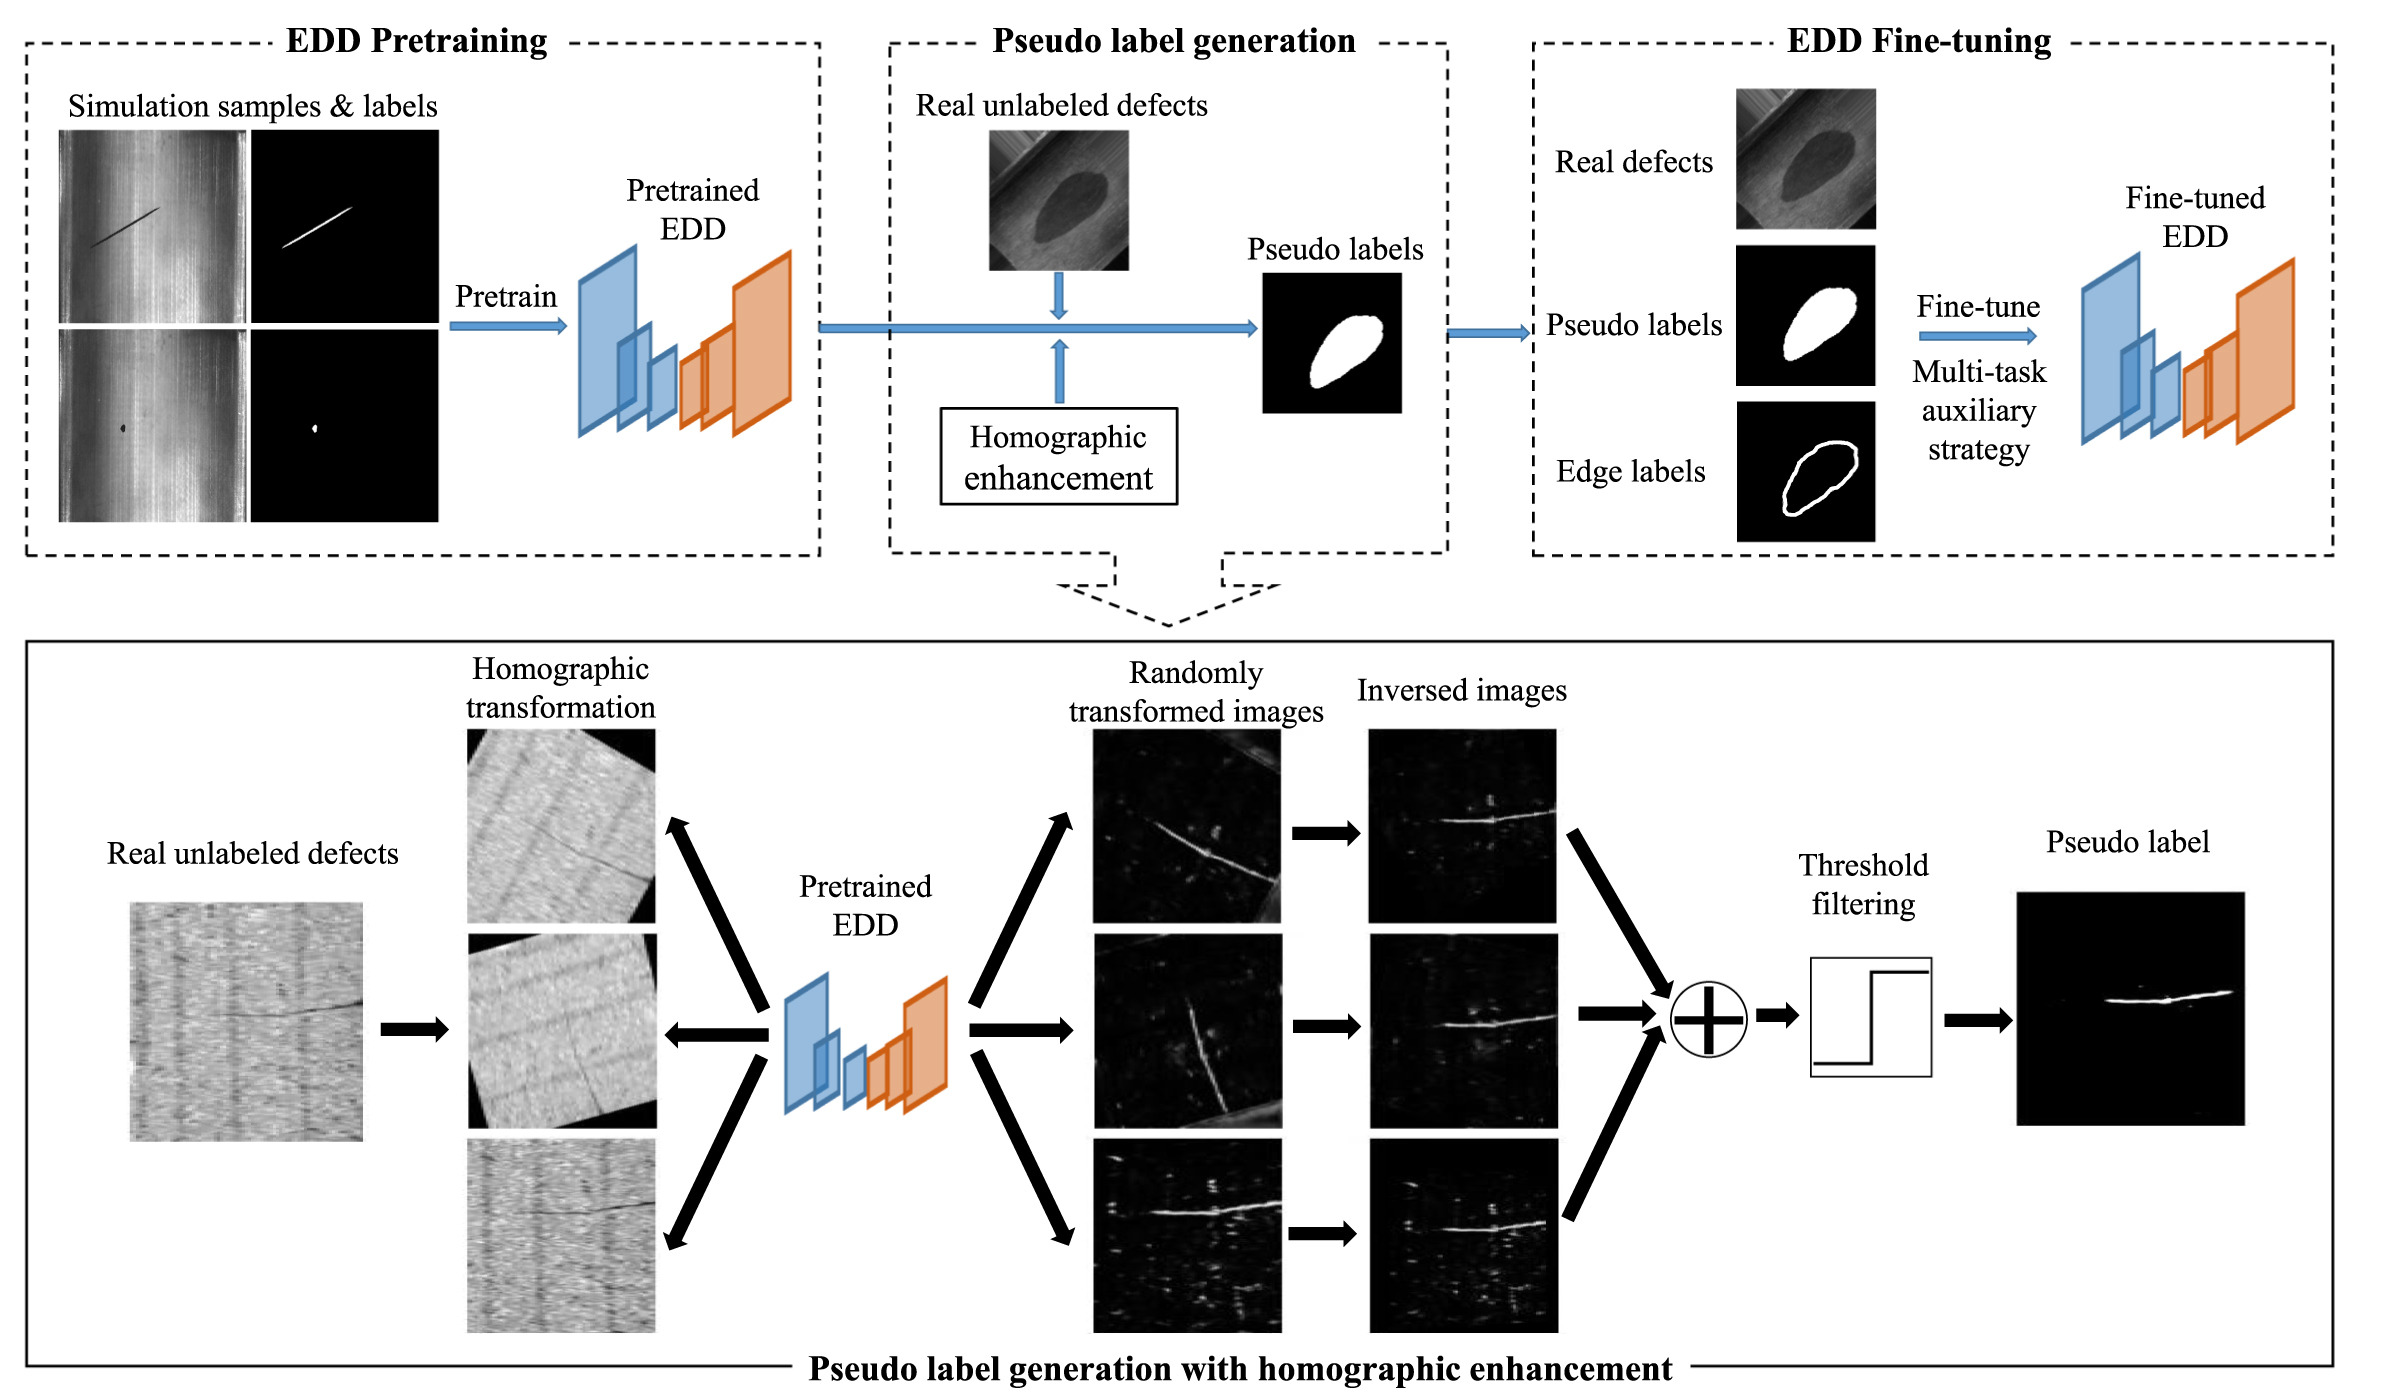 EDD Pretraining
Simulation samples & labels
Pretrain
Pretrained
EDD
Pseudo label generation
Real unlabeled defects
Homographic
enhancement
Pseudo labels
EDD Fine-tuning
Real defects
Pseudo labels
Edge labels
Fine-tune
Multi-task
auxiliary
strategy
Fine-tuned
EDD
Real unlabeled defects
Homographic
transformation
Pretrained
EDD
Randomly
transformed images
Inversed images
Threshold
filtering
Pseudo label
Pseudo label generation with homographic enhancement